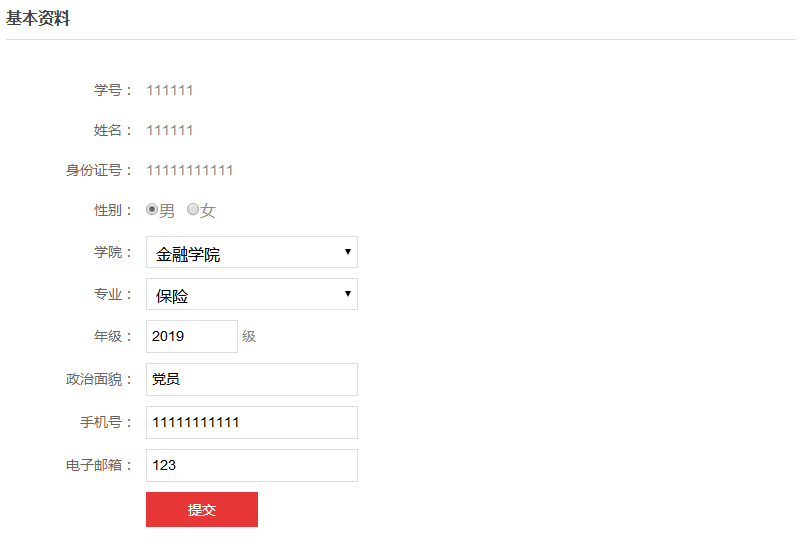 基本资料
学号： 111111
姓名： 111111
身份证号： 11111111111
性别： 男 女
学院： 金融学院
专业： 保险
年级： 2019 级
政治面貌： 党员
手机号： 11111111111
电子邮箱： 123
提交